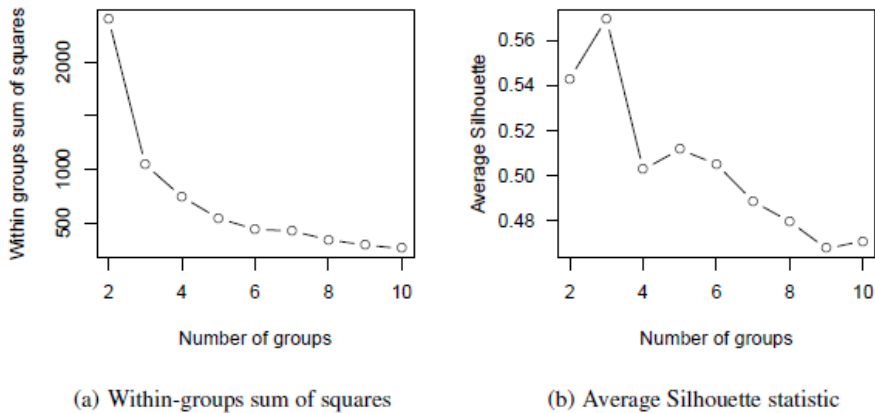 Within groups sum of squares
2000
1000
500
2 4 6 8 10
Number of groups
(a) Within-groups sum of squares
Average Silhouette
0.56
0.54
0.52
0.50
0.48
2 4 6 8 10
Number of groups
(b) Average Silhouette statistic